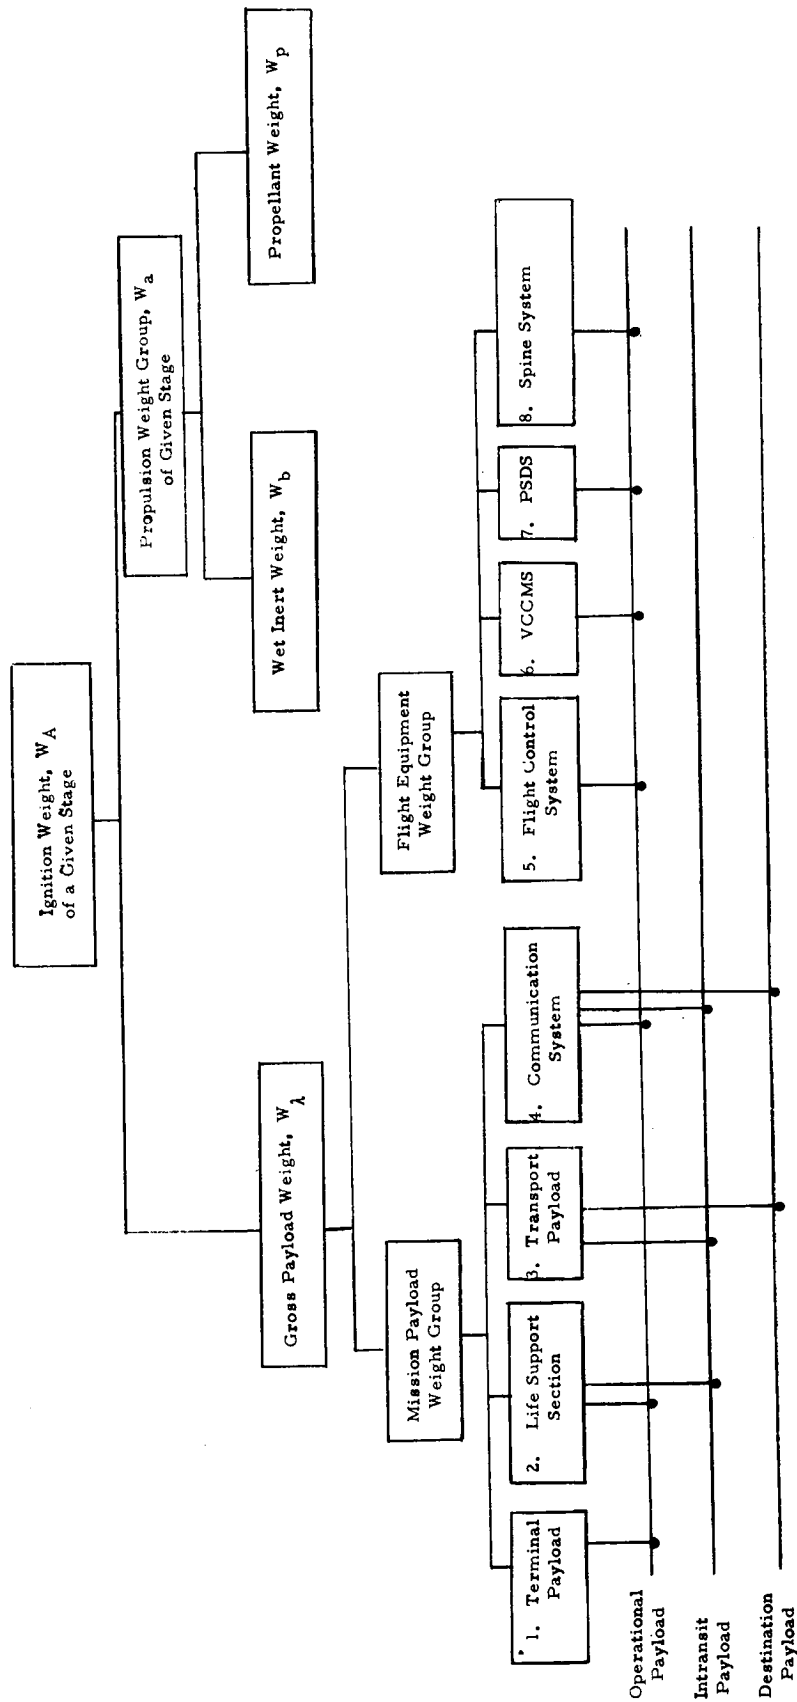 Ignition Weight, W_A
of a Given Stage
Propulsion Weight Group, W_a
of Given Stage
Gross Payload Weight, W_λ
Wet Inert Weight, W_b
Propellant Weight, W_p
Mission Payload
Weight Group
Flight Equipment
Weight Group
1. Terminal
Payload
2. Life Support
Section
3. Transport
Payload
4. Communication
System
5. Flight Control
System
6. VCCMS
7. PSDS
8. Spine System
Operational
Payload
Intransit
Payload
Destination
Payload